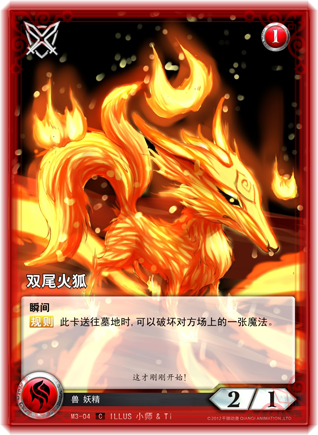 1
双尾火狐
瞬间
规则 此卡送往墓地时,可以破坏对方场上的一张魔法。
这才刚刚开始!
兽 妖精
2 / 1
M3-04 C ILLUS 小师 & Ti